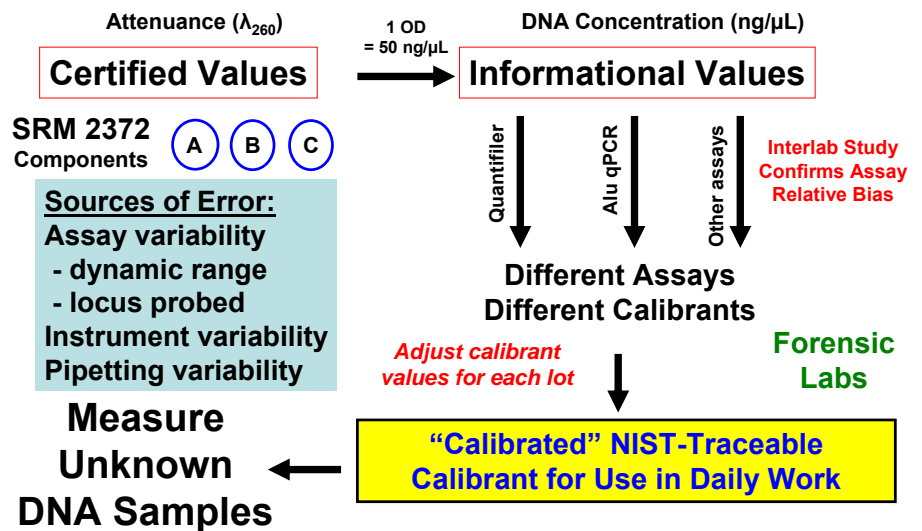 Attenuance (λ260)
1 OD
= 50 ng/µL
DNA Concentration (ng/µL)
Certified Values
Informational Values
SRM 2372
Components
A
B
C
Quantifiler
Alu qPCR
Other assays
Interlab Study
Confirms Assay
Relative Bias
Sources of Error:
Assay variability
- dynamic range
- locus probed
Instrument variability
Pipetting variability
Different Assays
Different Calibrants
Adjust calibrant
values for each lot
Forensic
Labs
“Calibrated” NIST-Traceable
Calibrant for Use in Daily Work
Measure
Unknown
DNA Samples